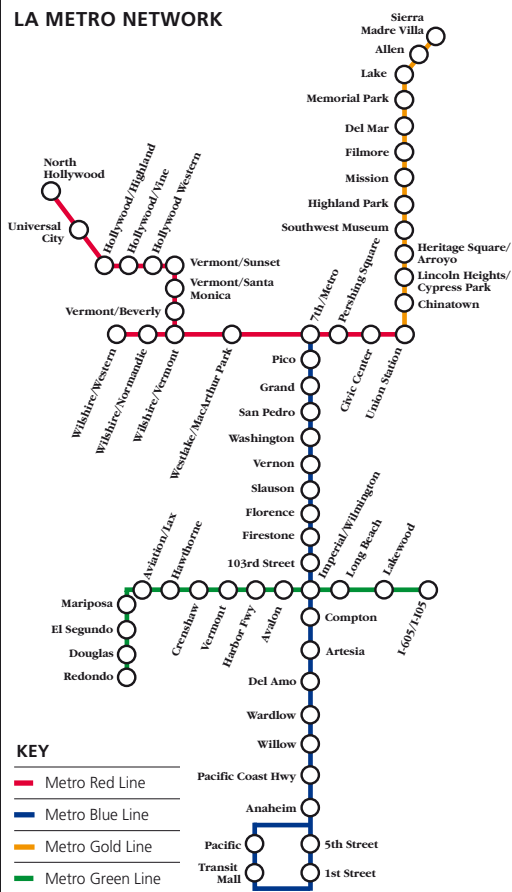 LA METRO NETWORK
Sierra
Madre Villa
Allen
Lake
Memorial Park
Del Mar
Filmore
Mission
Highland Park
Southwest Museum
Heritage Square/
Arroyo
Lincoln Heights/
Cypress Park
Chinatown
North
Hollywood
Universal
City
Hollywood/Highland
Hollywood/Vine
Hollywood Western
Vermont/Sunset
Vermont/Santa
Monica
Vermont/Beverly
Wilshire/Western
Wilshire/Normandie
Wilshire/Vermont
Westlake/MacArthur Park
7th/Metro
Pershing Square
Civic Center
Union Station
Pico
Grand
San Pedro
Washington
Vernon
Slauson
Florence
Firestone
103rd Street
Imperial/Wilmington
Long Beach
Lakewood
I-605/I-105
Aviation/Lax
Hawthorne
Crenshaw
Vermont
Harbor Fwy
Avalon
Mariposa
El Segundo
Douglas
Redondo
Compton
Artesia
Del Amo
Wardlow
Willow
Pacific Coast Hwy
Anaheim
Pacific
5th Street
Transit
Mall
1st Street
KEY
Metro Red Line
Metro Blue Line
Metro Gold Line
Metro Green Line